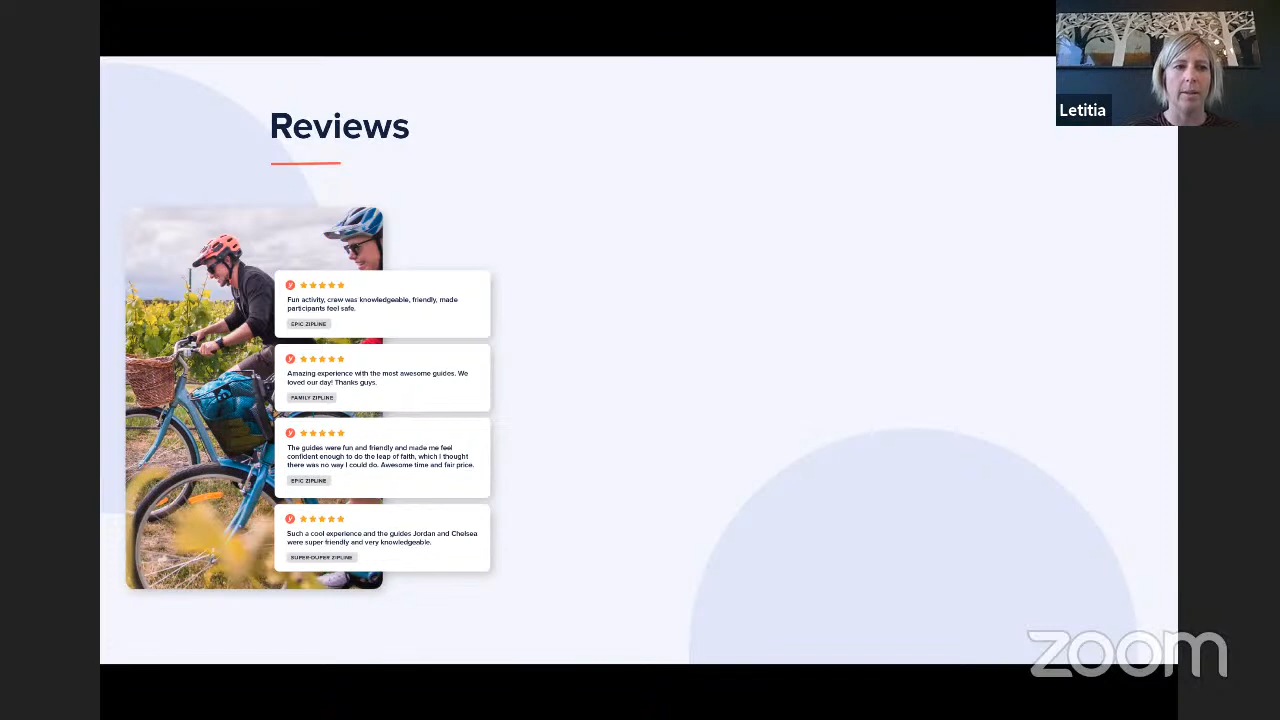 Letitia
Reviews
Fun activity, crew was knowledgeable, friendly, made
participants feel safe.
EPIC ZIPLINE
Amazing experience with the most awesome guides. We
loved our day! Thanks guys.
FAMILY ZIPLINE
The guides were fun and friendly and made me feel
confident enough to do the leap of faith, which I thought
there was no way I could do. Awesome time and fair price.
EPIC ZIPLINE
Such a cool experience and the guides Jordan and Chelsea
were super friendly and very knowledgeable.
SUPER-DUPER ZIPLINE
zoom